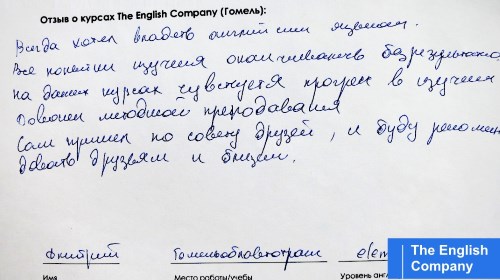 Отзыв о курсах The English Company (Гомель):
Всегда хотел владеть английским языком.
Все попытки изучения оканчивались безрезультатно,
на данных курсах чувствуется прогресс в изучении
Доволен методикой преподавания
Сам пришел по совету друзей, и буду рекомен
довать друзьям и близким.
Дмитрий Гомельоблавтотранс elem
Имя Место работы/учебы Уровень англ
The English
Company